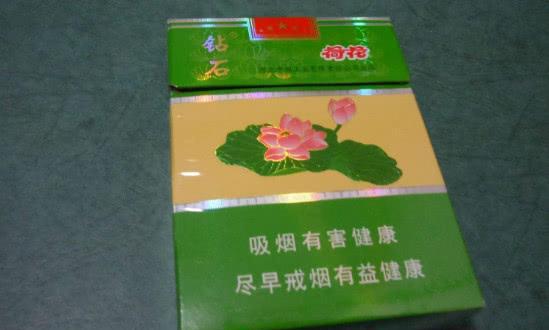 钻石
荷花
吸烟有害健康
尽早戒烟有益健康